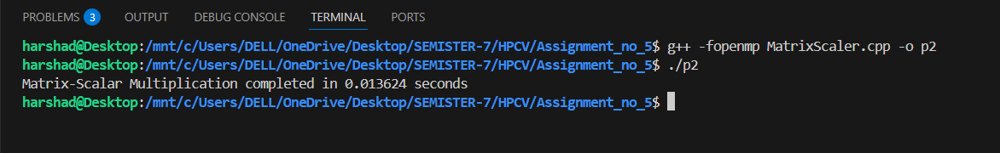 PROBLEMS 3 OUTPUT DEBUG CONSOLE TERMINAL PORTS
harshad@Desktop:/mnt/c/Users/DELL/OneDrive/Desktop/SEMISTER-7/HPCV/Assignment_no_5$ g++ -fopenmp MatrixScaler.cpp -o p2
harshad@Desktop:/mnt/c/Users/DELL/OneDrive/Desktop/SEMISTER-7/HPCV/Assignment_no_5$ ./p2
Matrix-Scalar Multiplication completed in 0.013624 seconds
harshad@Desktop:/mnt/c/Users/DELL/OneDrive/Desktop/SEMISTER-7/HPCV/Assignment_no_5$